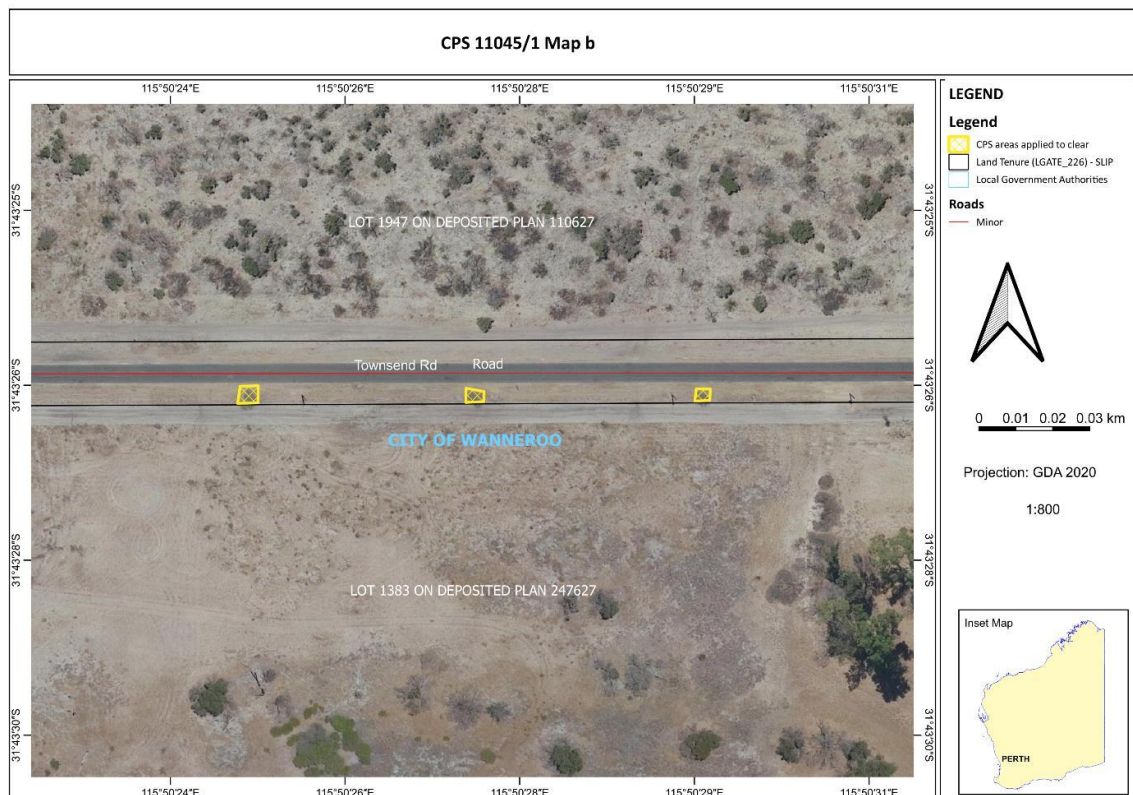 CPS 11045/1 Map b
115°50'24"E 115°50'26"E 115°50'28"E 115°50'29"E 115°50'31"E
31°43'25"S
31°43'26"S
31°43'28"S
31°43'30"S
LOT 1947 ON DEPOSITED PLAN 110627
Townsend Rd Road
CITY OF WANNEROO
LOT 1383 ON DEPOSITED PLAN 247627
31°43'25"S
31°43'26"S
31°43'28"S
31°43'30"S
115°50'24"E 115°50'26"E 115°50'28"E 115°50'29"E 115°50'31"E
LEGEND
Legend
CPS areas applied to clear
Land Tenure (LGATE_226) - SLIP
Local Government Authorities
Roads
Minor
0 0.01 0.02 0.03 km
Projection: GDA 2020
1:800
Inset Map
PERTH